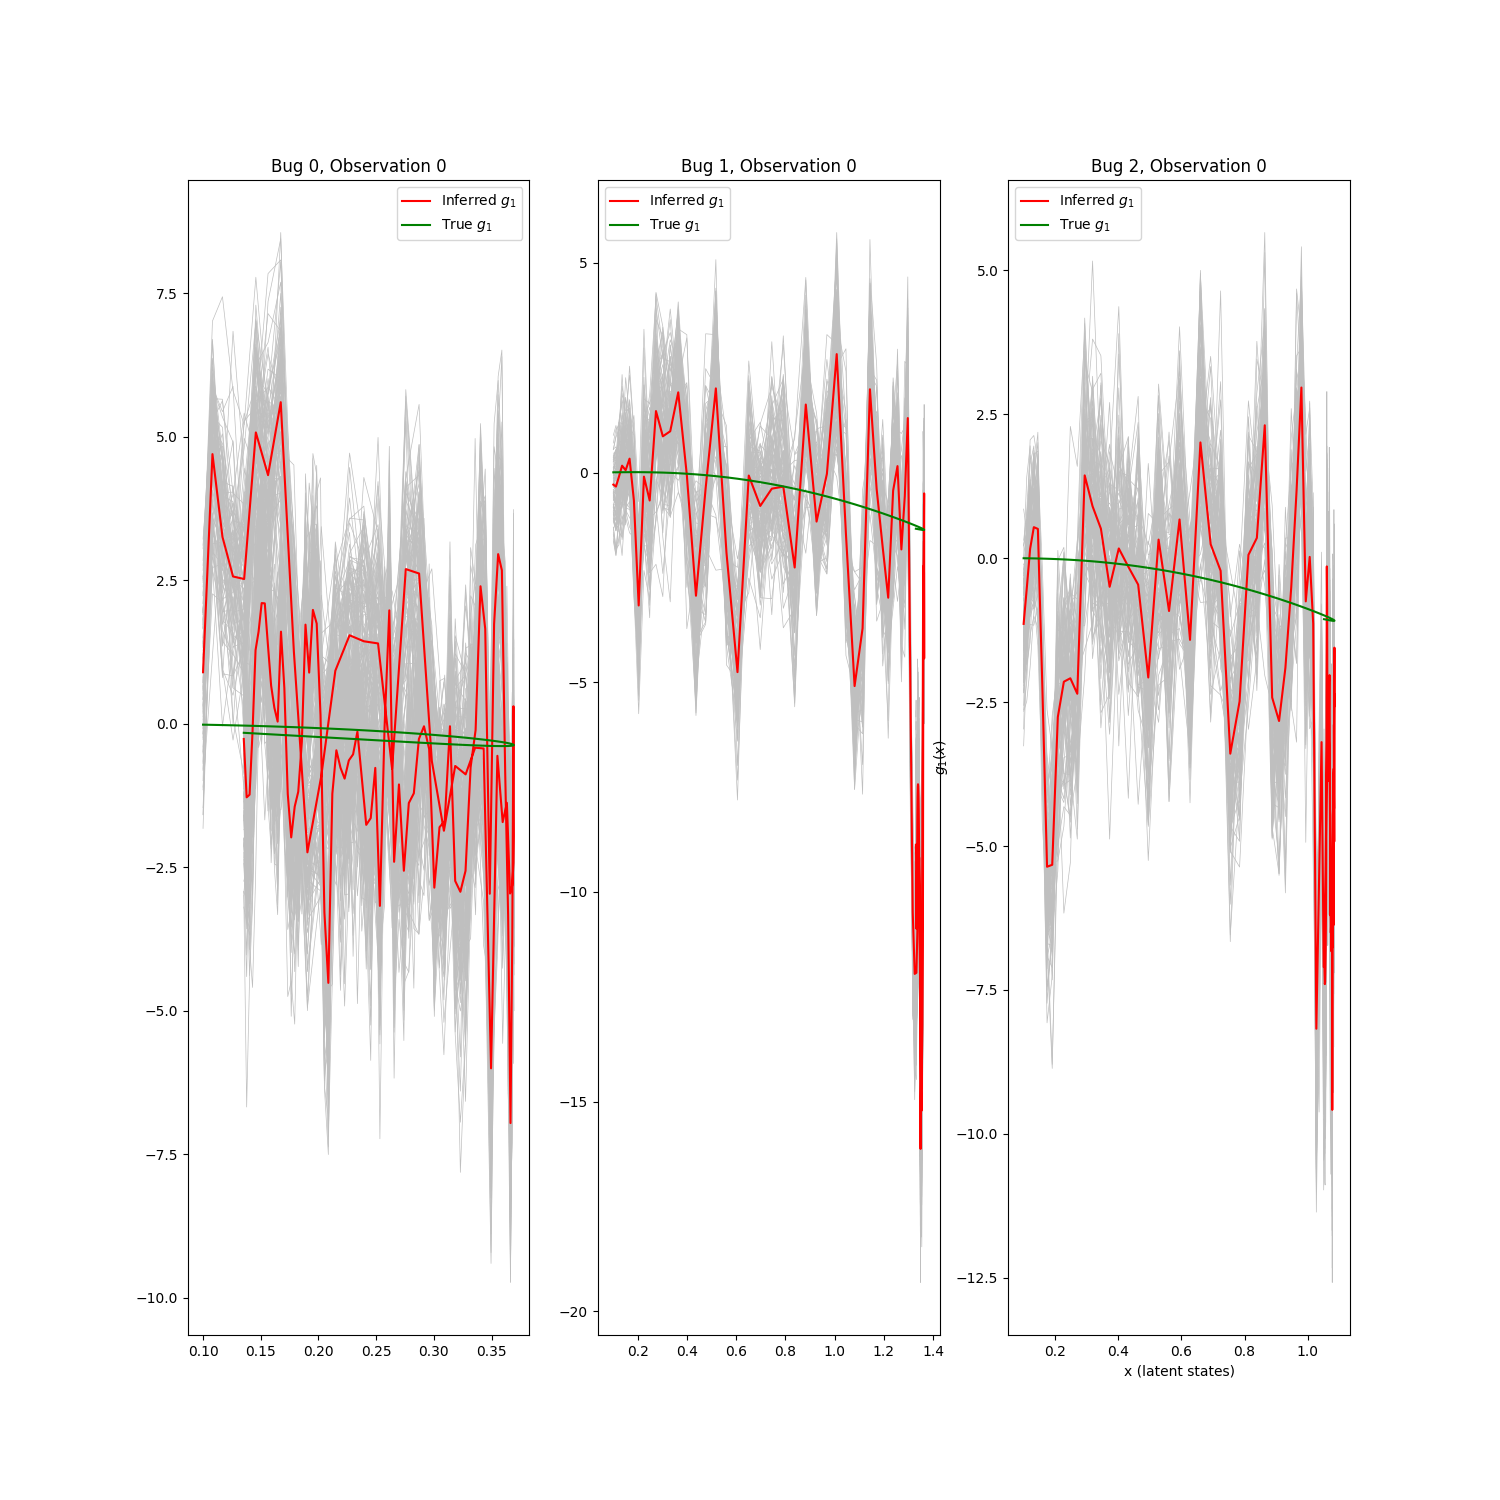 Bug 0, Observation 0
Inferred g₁
True g₁
7.5
5.0
2.5
0.0
−2.5
−5.0
−7.5
−10.0
0.10 0.15 0.20 0.25 0.30 0.35
Bug 1, Observation 0
Inferred g₁
True g₁
5
0
−5
−10
−15
−20
0.2 0.4 0.6 0.8 1.0 1.2 1.4
Bug 2, Observation 0
Inferred g₁
True g₁
g₁(x)
5.0
2.5
0.0
−2.5
−5.0
−7.5
−10.0
−12.5
0.2 0.4 0.6 0.8 1.0
x (latent states)